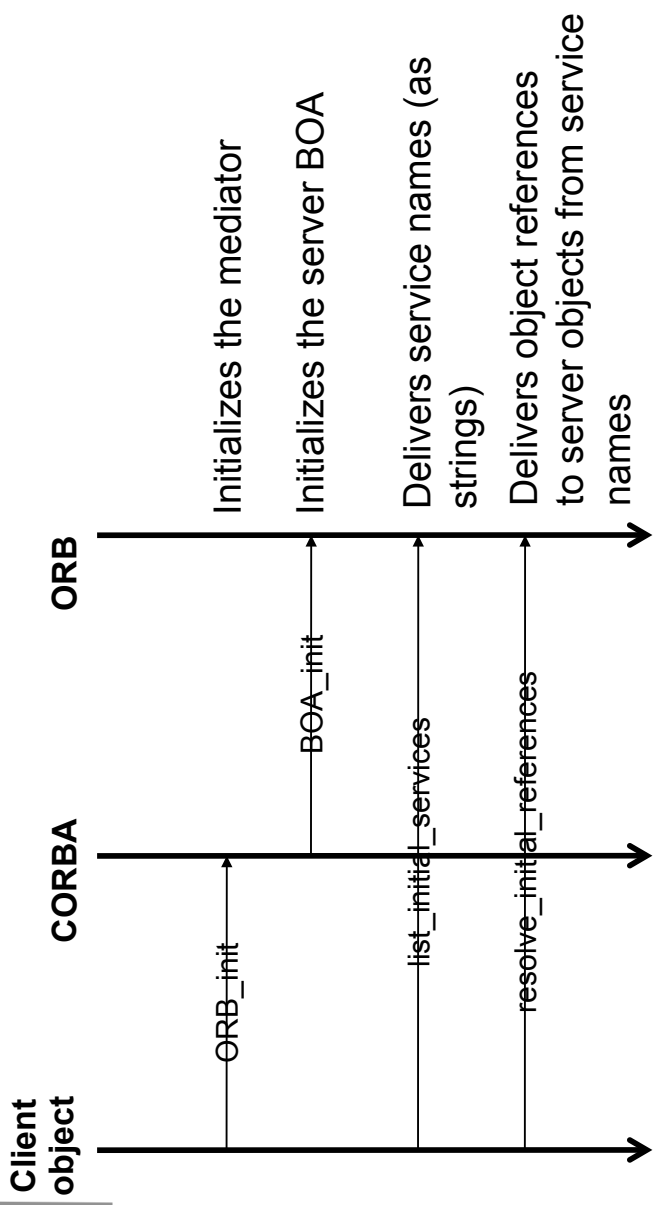 Client
object
CORBA
ORB
ORB_init
Initializes the mediator
BOA_init
Initializes the server BOA
list_initial_services
Delivers service names (as
strings)
resolve_initial_references
Delivers object references
to server objects from service
names